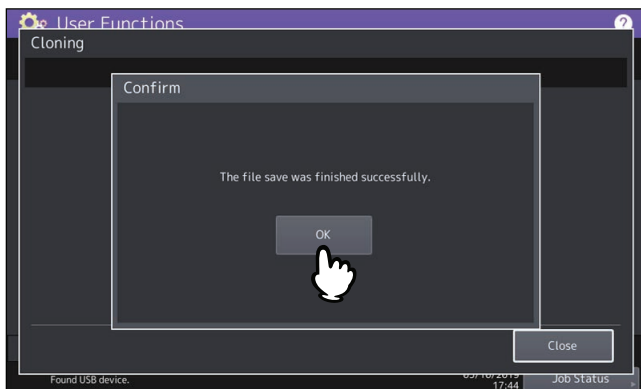 User Functions
?
Cloning
Confirm
The file save was finished successfully.
OK
Close
Found USB device.
17:44
Job Status